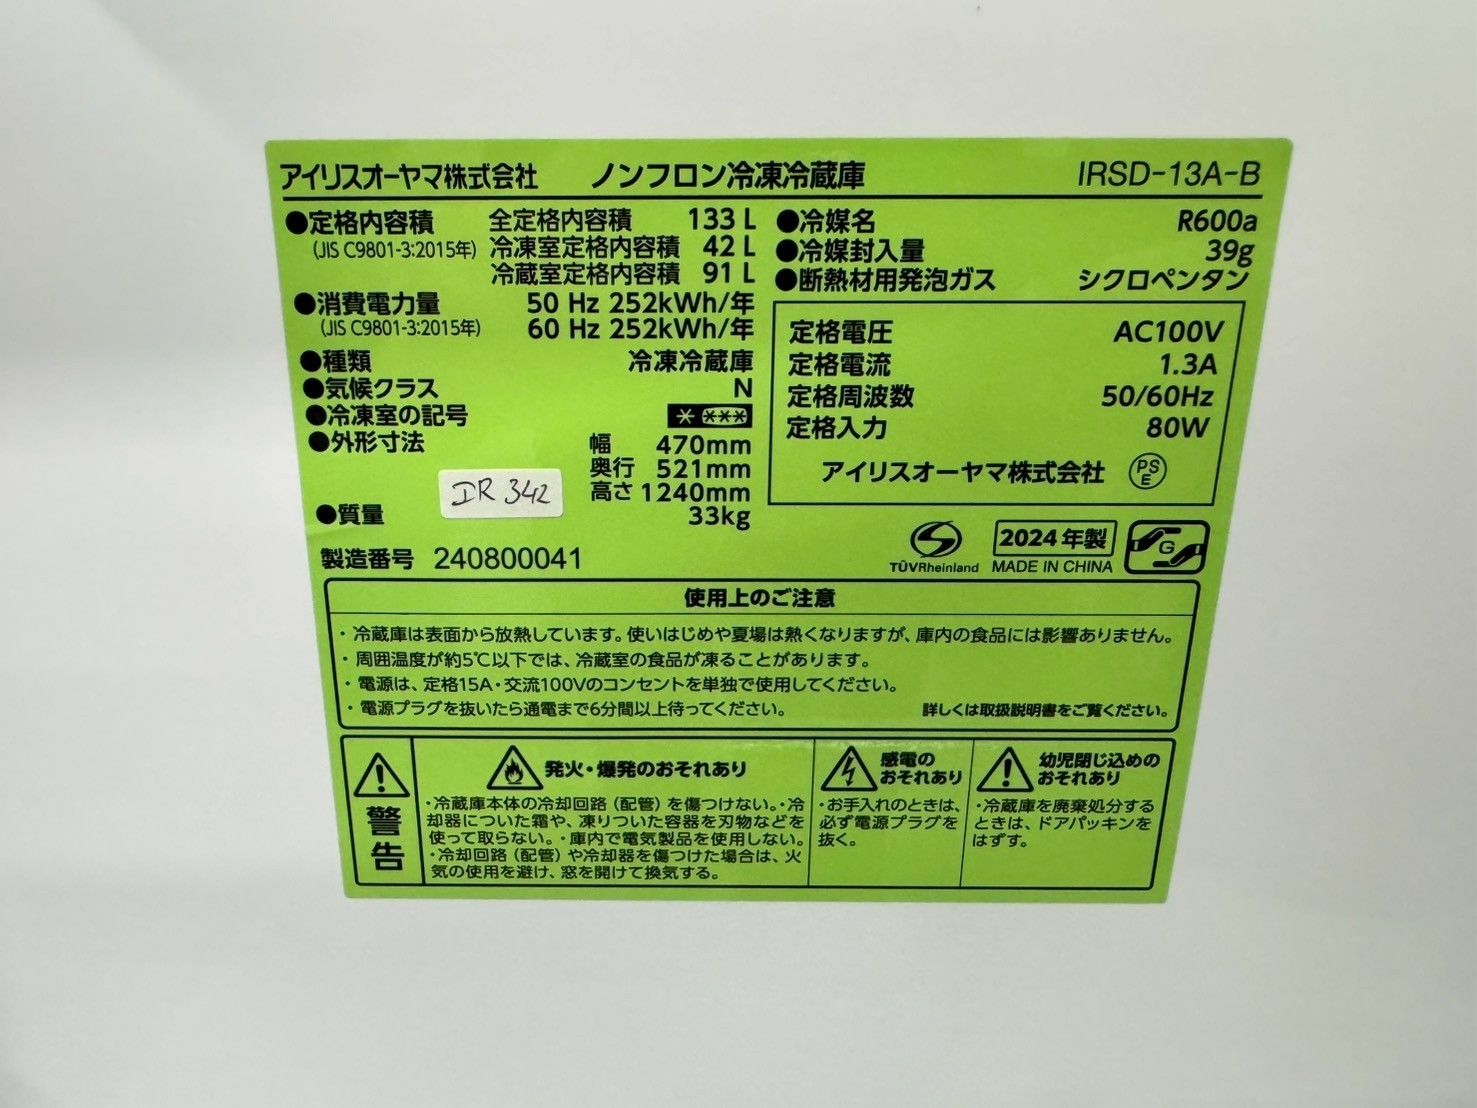 アイリスオーヤマ株式会社 ノンフロン冷凍冷蔵庫 IRSD-13A-B
●定格内容積 全定格内容積 133 L
(JIS C9801-3:2015年) 冷凍室定格内容積 42 L
冷蔵室定格内容積 91 L
●消費電力量 50 Hz 252kWh/年
(JIS C9801-3:2015年) 60 Hz 252kWh/年
●種類 冷凍冷蔵庫
●気候クラス N
●冷凍室の記号 * ***
●外形寸法 幅 470mm
奥行 521mm
高さ 1240mm
DR 342
●質量 33kg
製造番号 240800041
●冷媒名 R600a
●冷媒封入量 39g
●断熱材用発泡ガス シクロペンタン
定格電圧 AC100V
定格電流 1.3A
定格周波数 50/60Hz
定格入力 80W
アイリスオーヤマ株式会社 PSE
TÜVRheinland
2024 年製
MADE IN CHINA
G
使用上のご注意
・冷蔵庫は表面から放熱しています。使いはじめや夏場は熱くなりますが、庫内の食品には影響ありません。
・周囲温度が約5℃以下では、冷蔵室の食品が凍ることがあります。
・電源は、定格15A・交流100Vのコンセントを単独で使用してください。
・電源プラグを抜いたら通電まで6分間以上待ってください。 詳しくは取扱説明書をご覧ください。
警告
発火・爆発のおそれあり
・冷蔵庫本体の冷却回路（配管）を傷つけない。・冷
却器についた霜や、凍りついた容器を刃物などを
使って取らない。・庫内で電気製品を使用しない。
・冷却回路（配管）や冷却器を傷つけた場合は、火
気の使用を避け、窓を開けて換気する。
感電の
おそれあり
・お手入れのときは、
必ず電源プラグを
抜く。
幼児閉じ込めの
おそれあり
・冷蔵庫を廃棄処分する
ときは、ドアパッキンを
はずす。